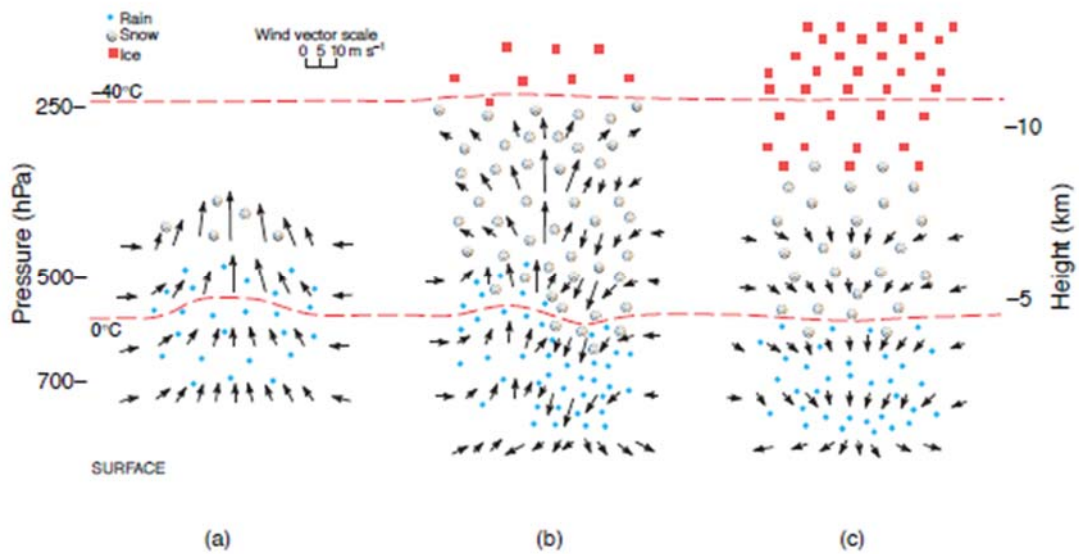 Rain
Snow
Ice
Wind vector scale
0 5 10 m s⁻¹
–40°C
250–
–10
Pressure (hPa)
Height (km)
500–
–5
0°C
700–
SURFACE
(a)
(b)
(c)